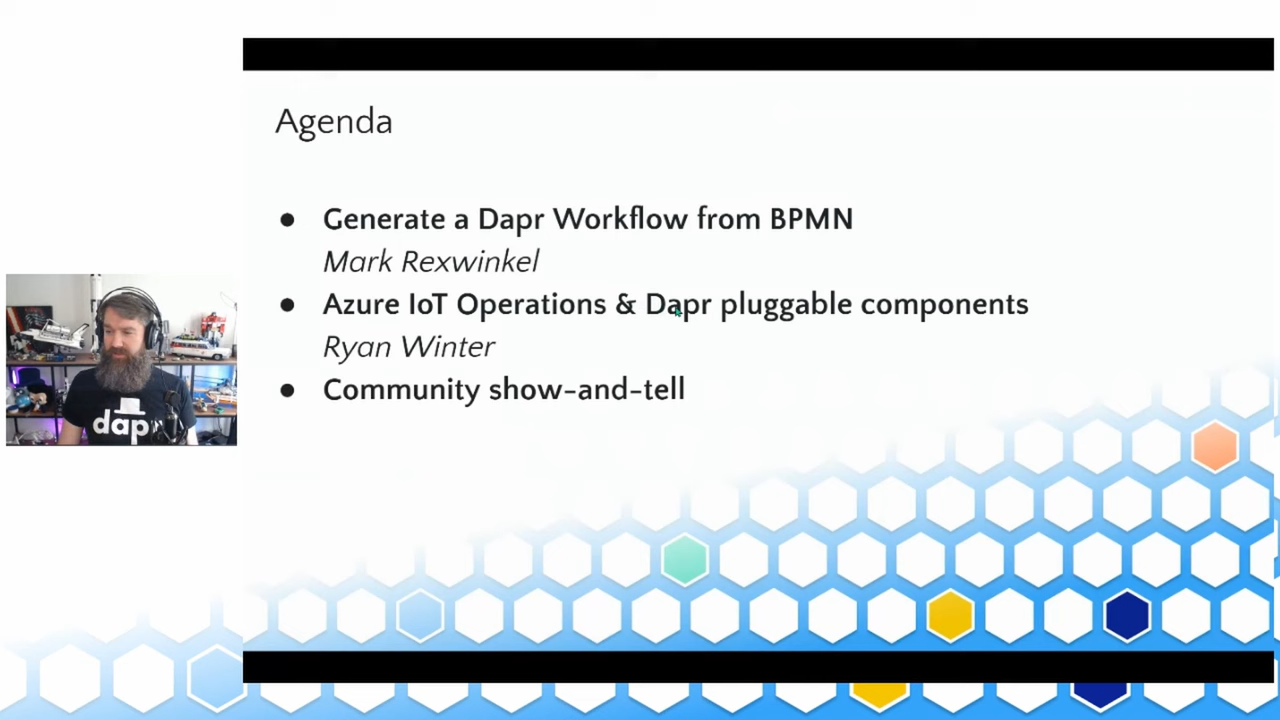 Agenda
● Generate a Dapr Workflow from BPMN
Mark Rexwinkel
● Azure IoT Operations & Dapr pluggable components
Ryan Winter
● Community show-and-tell
dapr